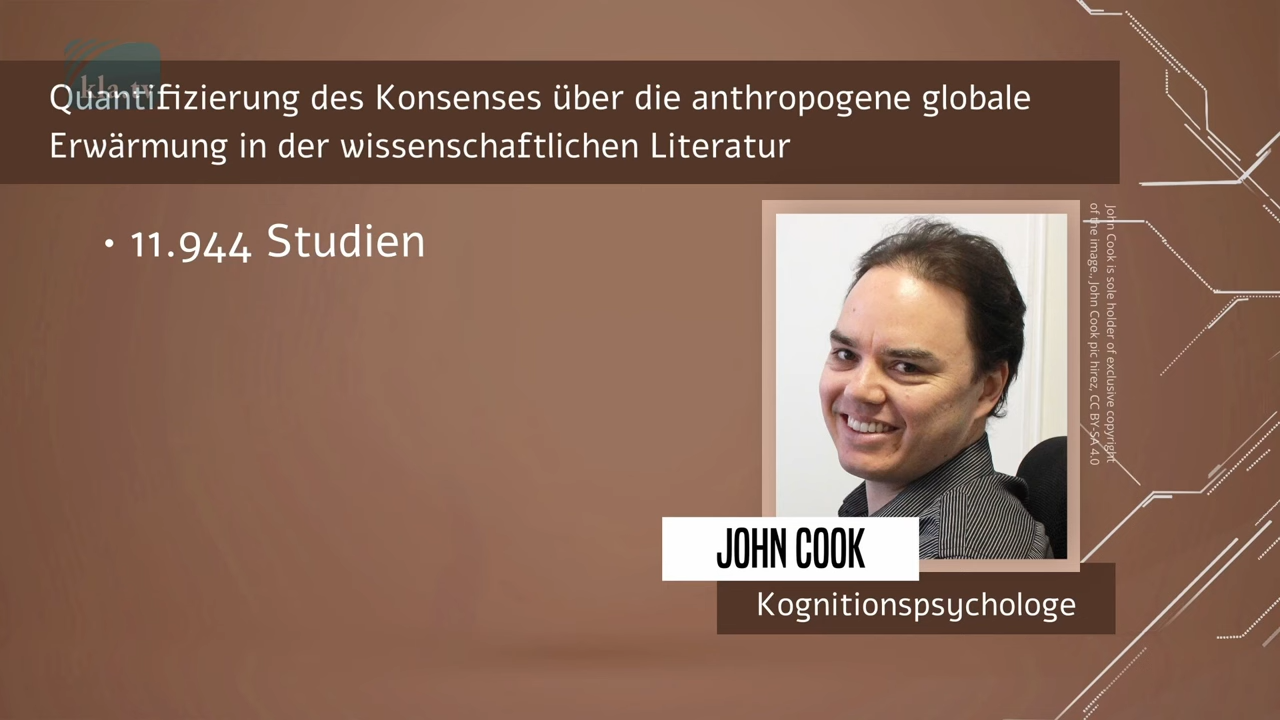 kla.tv
Quantifizierung des Konsenses über die anthropogene globale
Erwärmung in der wissenschaftlichen Literatur
• 11.944 Studien
John Cook is sole holder of exclusive copyright
of the image., John Cook pic hirez, CC BY-SA 4.0
JOHN COOK
Kognitionspsychologe